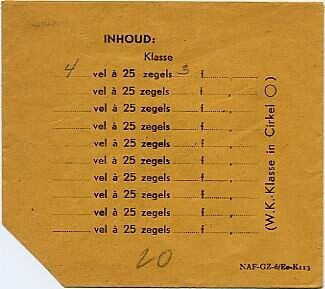 INHOUD:
Klasse
4 vel à 25 zegels 3 f
vel à 25 zegels f
vel à 25 zegels f
vel à 25 zegels f
vel à 25 zegels f
vel à 25 zegels f
vel à 25 zegels f
vel à 25 zegels f
vel à 25 zegels f
vel à 25 zegels f
(W.K. Klasse in Cirkel O)
20
NAF-GZ-6/Ee-K113